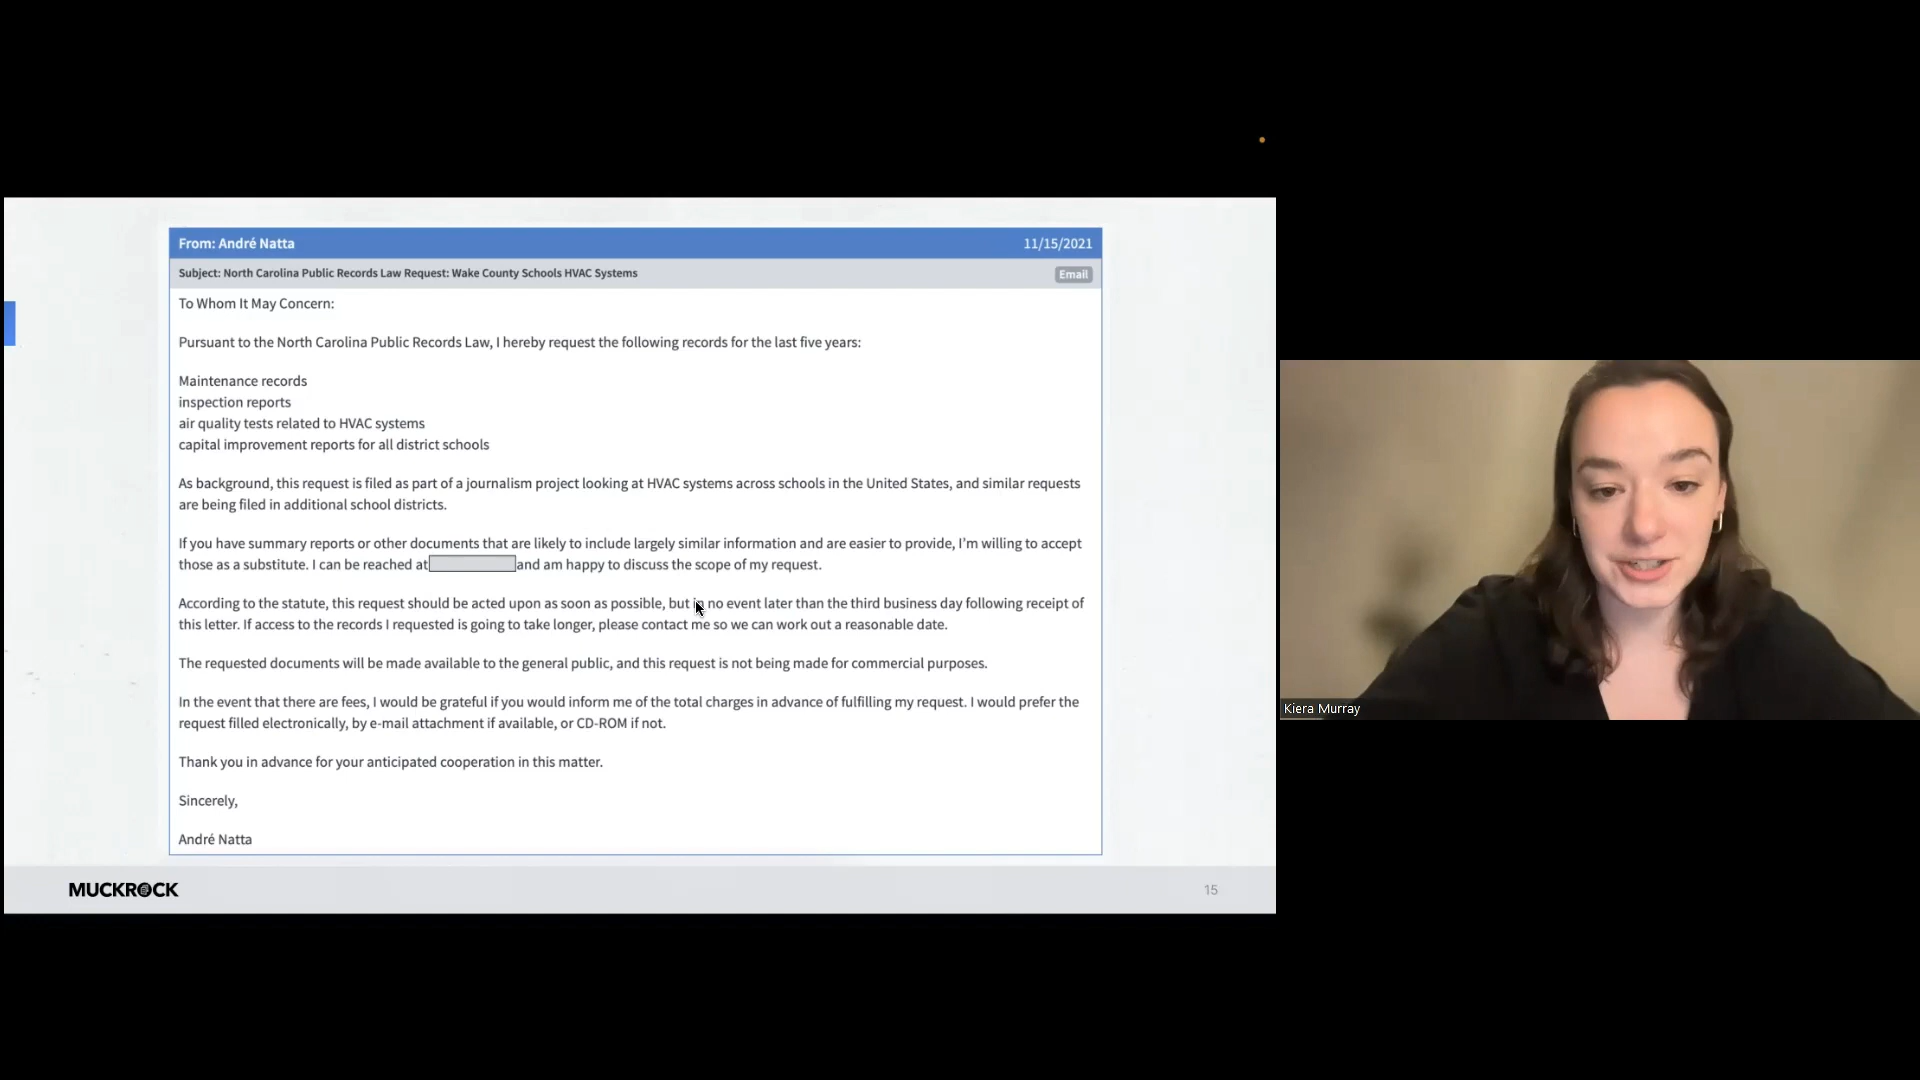 From: André Natta
11/15/2021
Subject: North Carolina Public Records Law Request: Wake County Schools HVAC Systems
Email
To Whom It May Concern:
Pursuant to the North Carolina Public Records Law, I hereby request the following records for the last five years:
Maintenance records
inspection reports
air quality tests related to HVAC systems
capital improvement reports for all district schools
As background, this request is filed as part of a journalism project looking at HVAC systems across schools in the United States, and similar requests
are being filed in additional school districts.
If you have summary reports or other documents that are likely to include largely similar information and are easier to provide, I'm willing to accept
those as a substitute. I can be reached at and am happy to discuss the scope of my request.
According to the statute, this request should be acted upon as soon as possible, but in no event later than the third business day following receipt of
this letter. If access to the records I requested is going to take longer, please contact me so we can work out a reasonable date.
The requested documents will be made available to the general public, and this request is not being made for commercial purposes.
In the event that there are fees, I would be grateful if you would inform me of the total charges in advance of fulfilling my request. I would prefer the
request filled electronically, by e-mail attachment if available, or CD-ROM if not.
Thank you in advance for your anticipated cooperation in this matter.
Sincerely,
André Natta
MUCKROCK
15
Kiera Murray